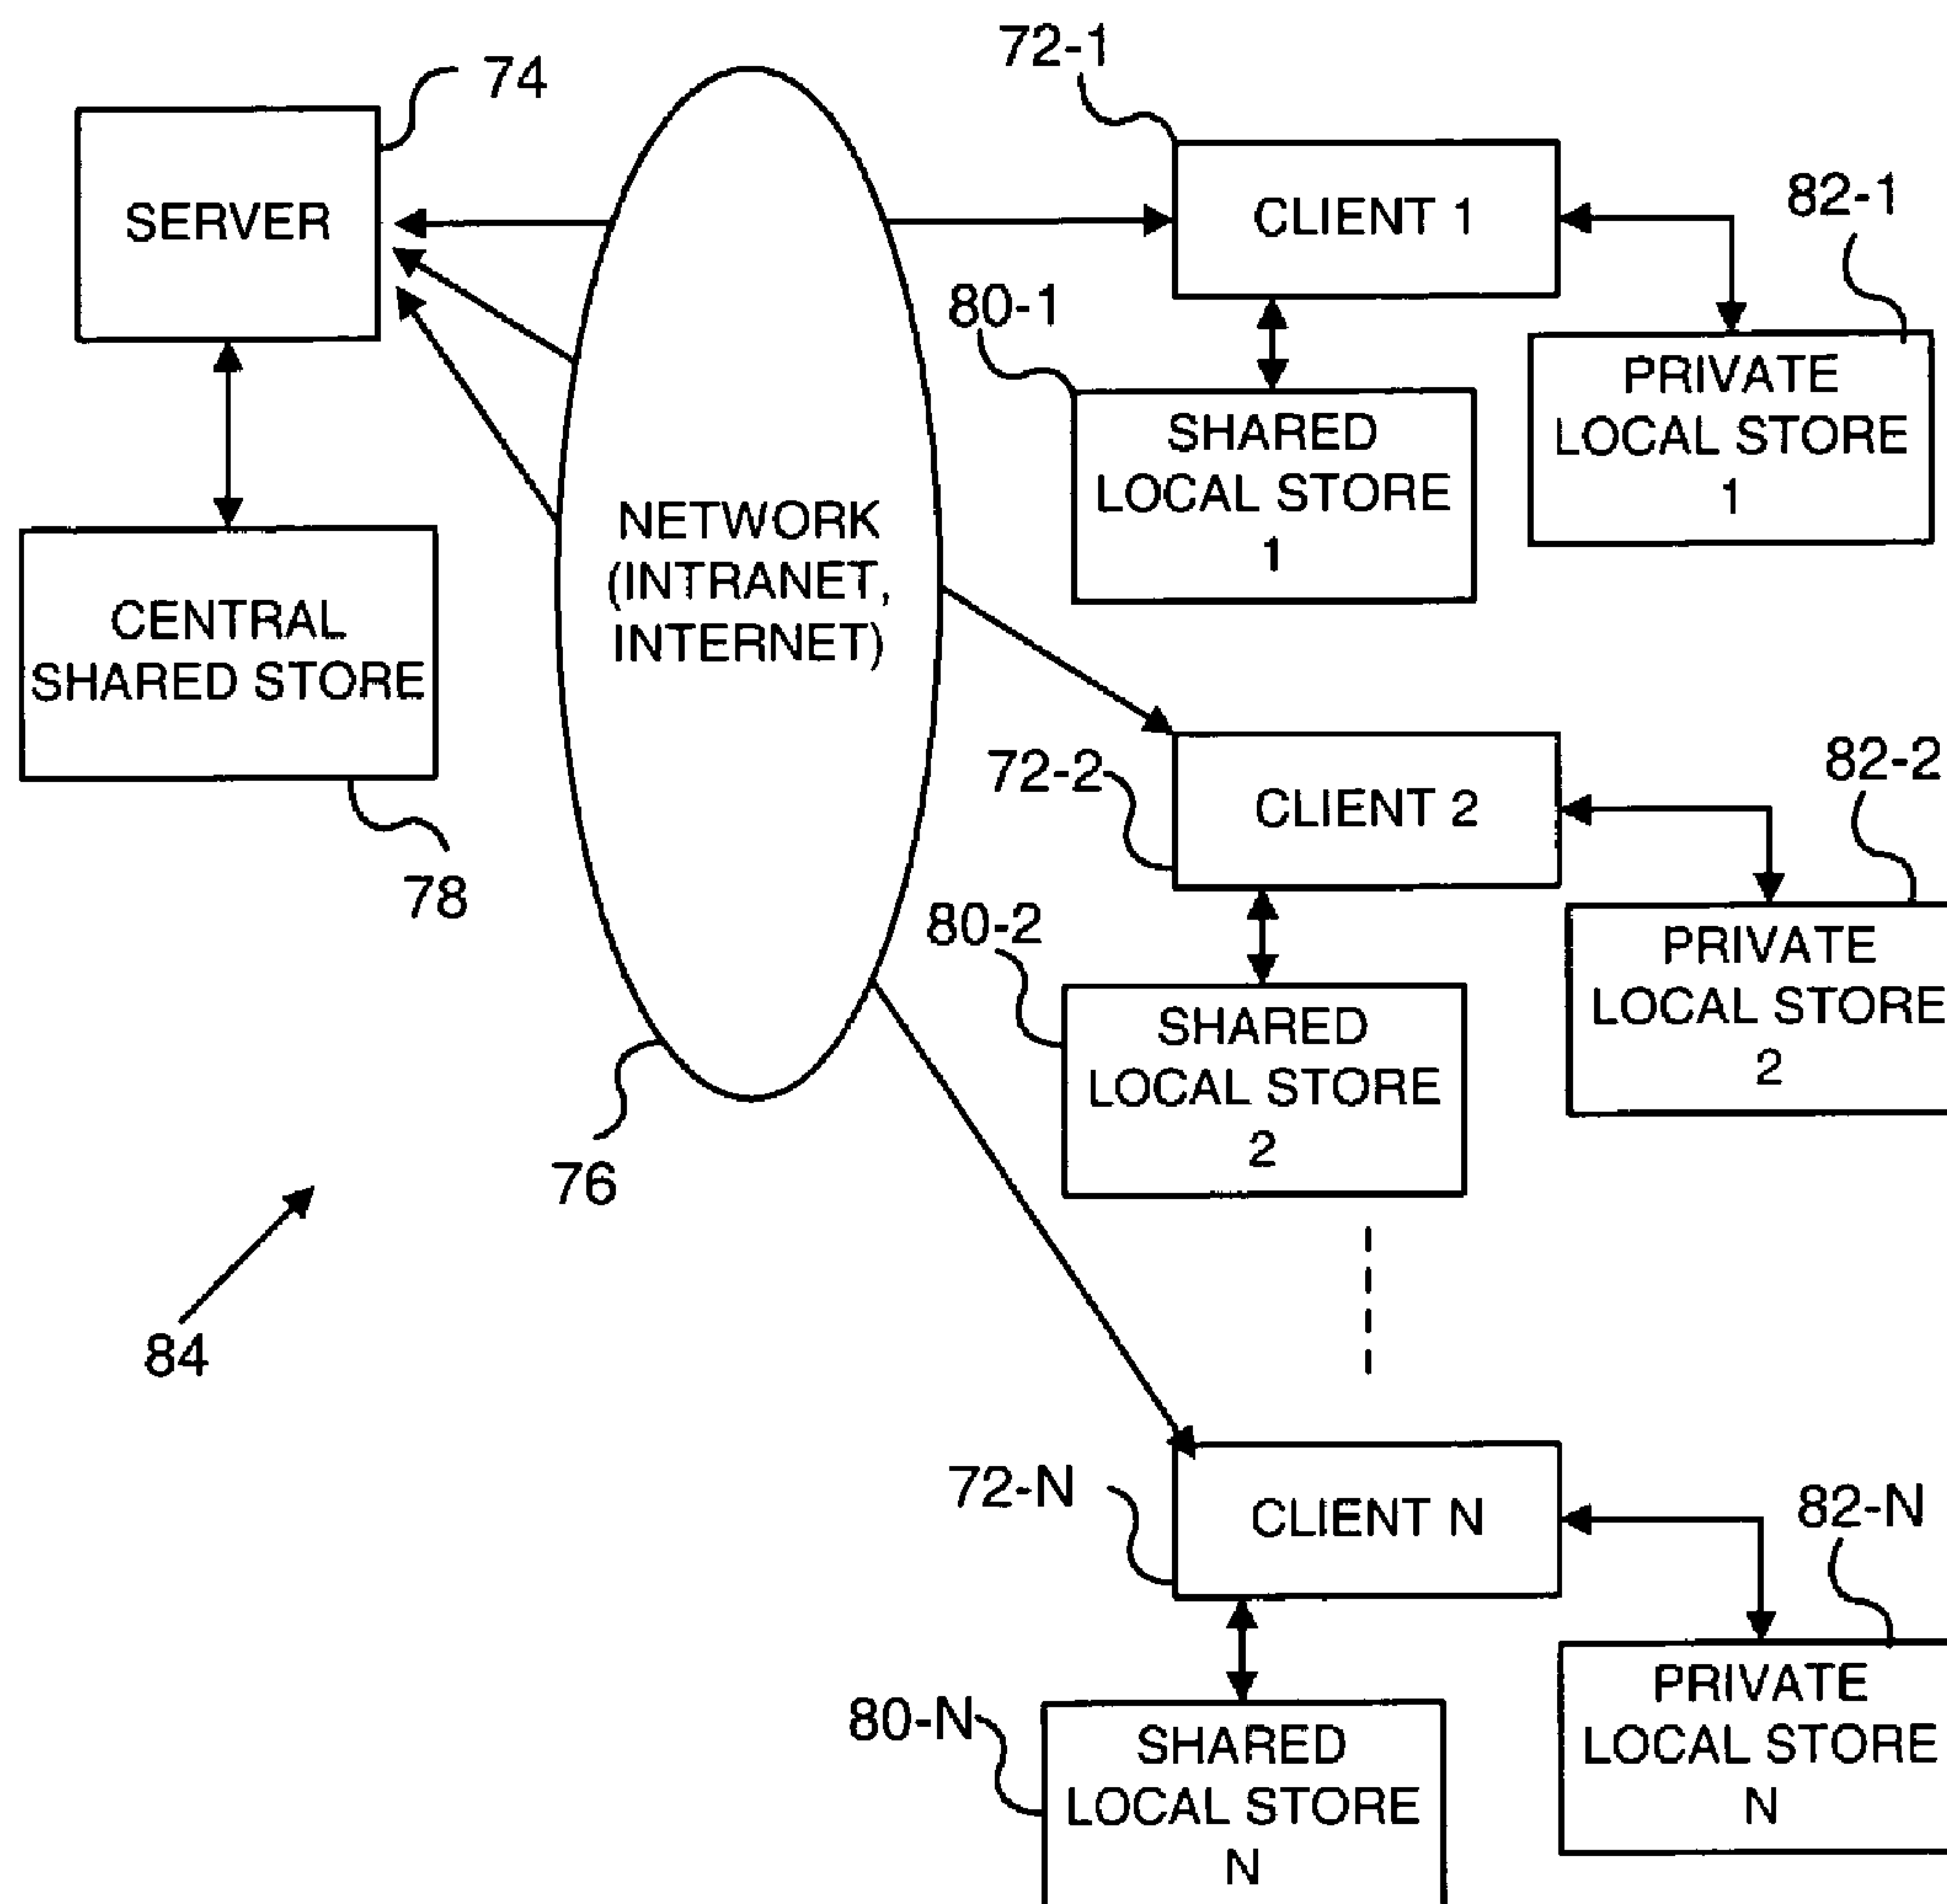 72-1
74
SERVER
CLIENT 1
82-1
80-1
PRIVATE
LOCAL STORE
1
SHARED
LOCAL STORE
1
NETWORK
(INTRANET,
INTERNET)
CENTRAL
SHARED STORE
78
72-2
CLIENT 2
82-2
80-2
PRIVATE
LOCAL STORE
2
SHARED
LOCAL STORE
2
76
84
72-N
CLIENT N
82-N
80-N
PRIVATE
LOCAL STORE
N
SHARED
LOCAL STORE
N